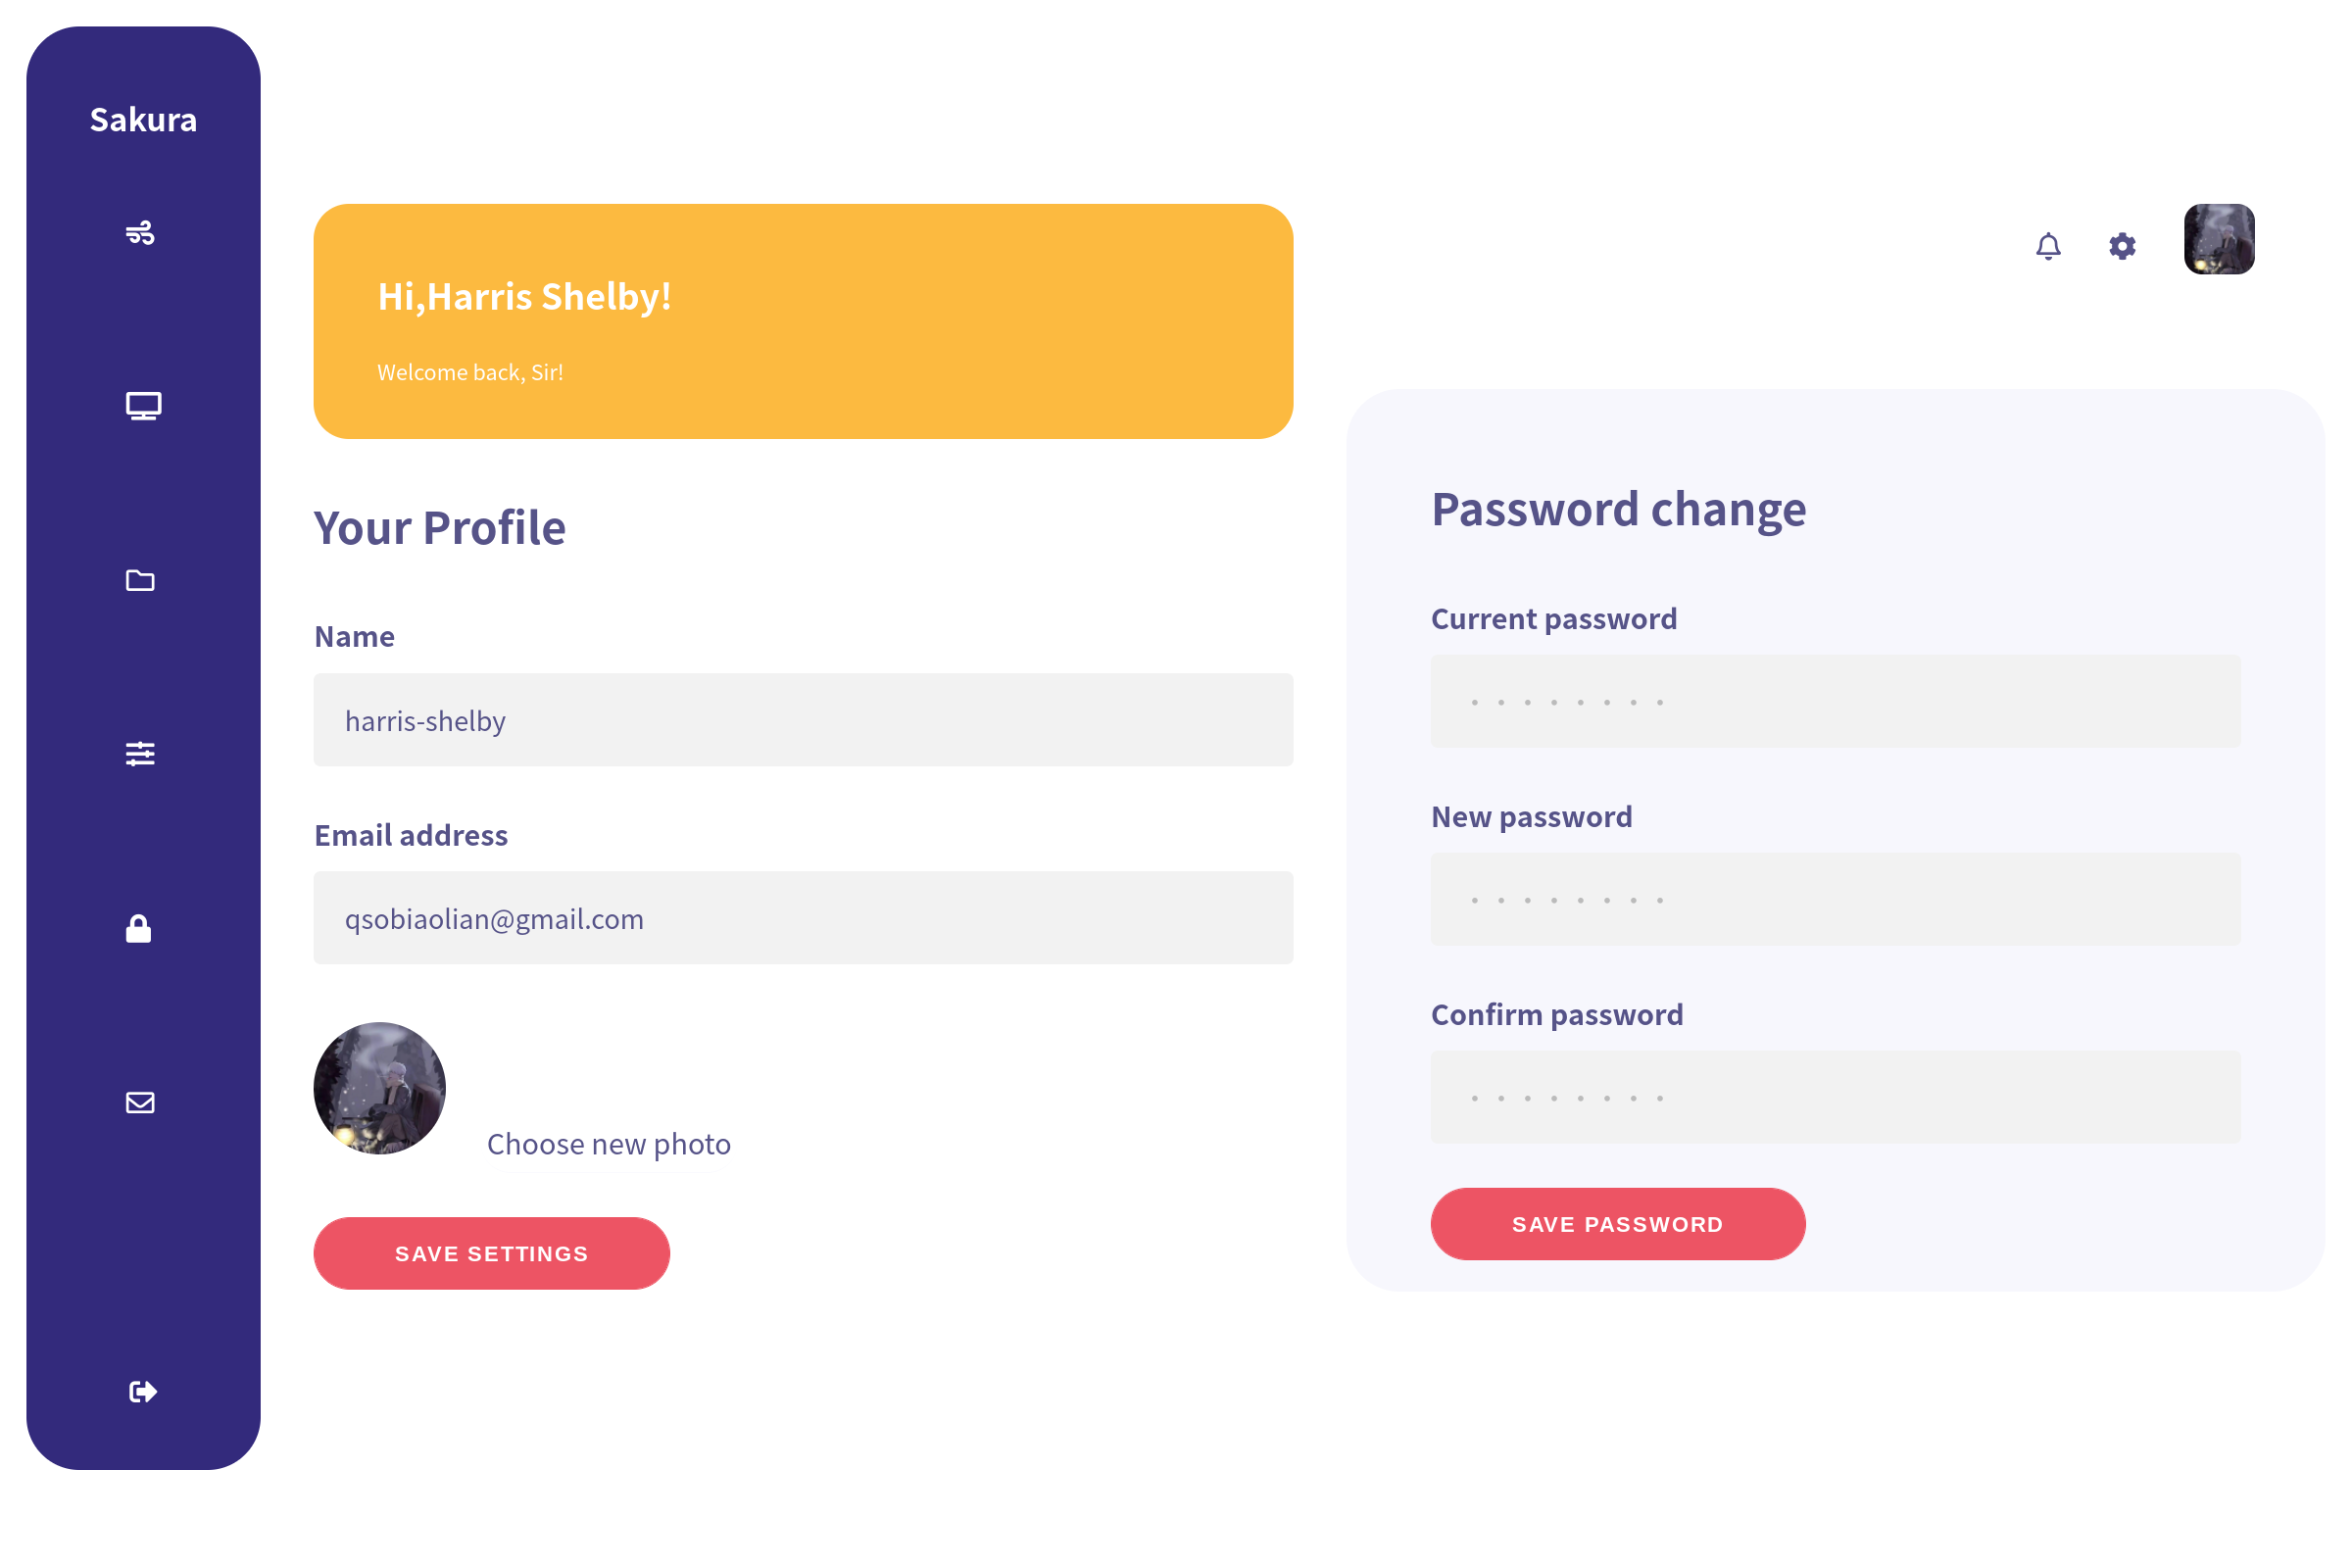 Sakura
Hi,Harris Shelby!
Welcome back, Sir!
Your Profile
Name
harris-shelby
Email address
qsobiaolian@gmail.com
Choose new photo
SAVE SETTINGS
Password change
Current password
New password
Confirm password
SAVE PASSWORD